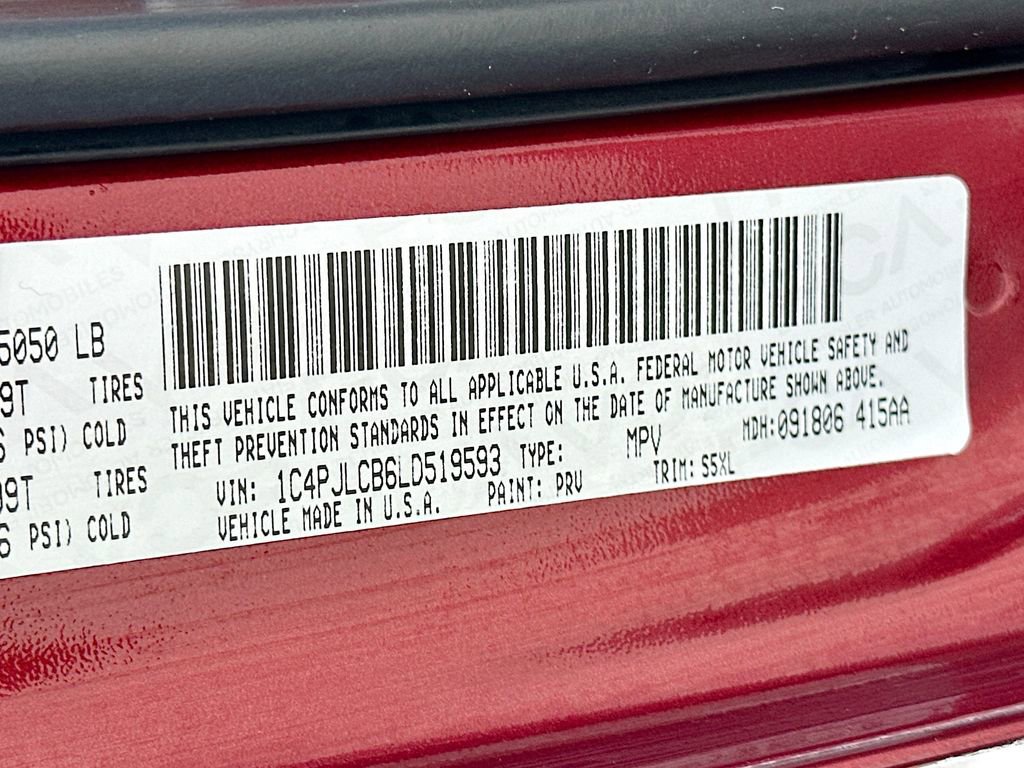 5050 LB
9T TIRES
PSI) COLD
09T TIRES
PSI) COLD
THIS VEHICLE CONFORMS TO ALL APPLICABLE U.S.A. FEDERAL MOTOR VEHICLE SAFETY AND
THEFT PREVENTION STANDARDS IN EFFECT ON THE DATE OF MANUFACTURE SHOWN ABOVE.
VIN: 1C4PJLCB6LD519593 TYPE: MPV MDH:091806 415AA
VEHICLE MADE IN U.S.A. PAINT: PRV TRIM: S5XL